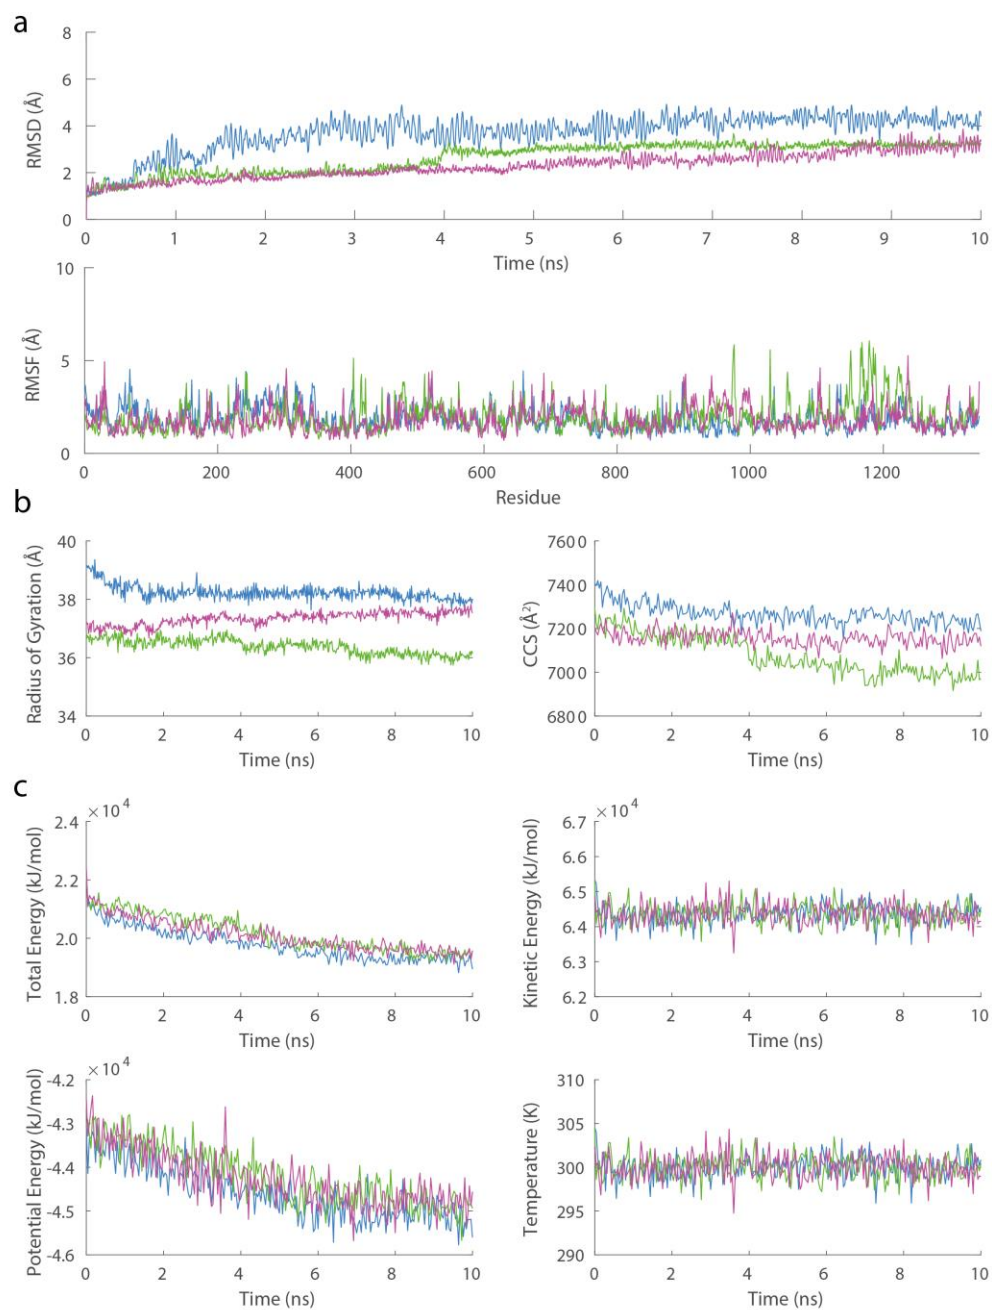 a
RMSD (Å)
8
6
4
2
0
0 1 2 3 4 5 6 7 8 9 10
Time (ns)
RMSF (Å)
10
5
0
0 200 400 600 800 1000 1200
Residue
b
Radius of Gyration (Å)
40
38
36
34
0 2 4 6 8 10
Time (ns)
CCS (Å²)
7600
7400
7200
7000
6800
0 2 4 6 8 10
Time (ns)
c
×10⁴
Total Energy (kJ/mol)
2.4
2.2
2.0
1.8
0 2 4 6 8 10
Time (ns)
×10⁴
Kinetic Energy (kJ/mol)
6.7
6.6
6.5
6.4
6.3
6.2
0 2 4 6 8 10
Time (ns)
×10⁴
Potential Energy (kJ/mol)
-4.2
-4.3
-4.4
-4.5
-4.6
0 2 4 6 8 10
Time (ns)
Temperature (K)
310
305
300
295
290
0 2 4 6 8 10
Time (ns)